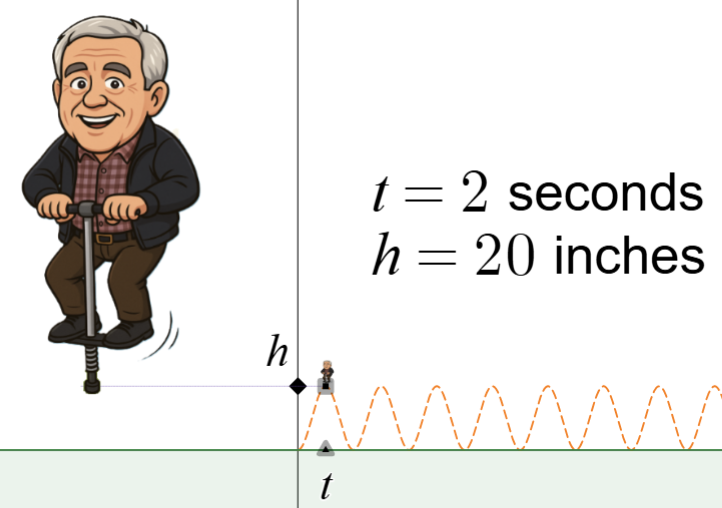 t = 2 seconds
h = 20 inches
h
t